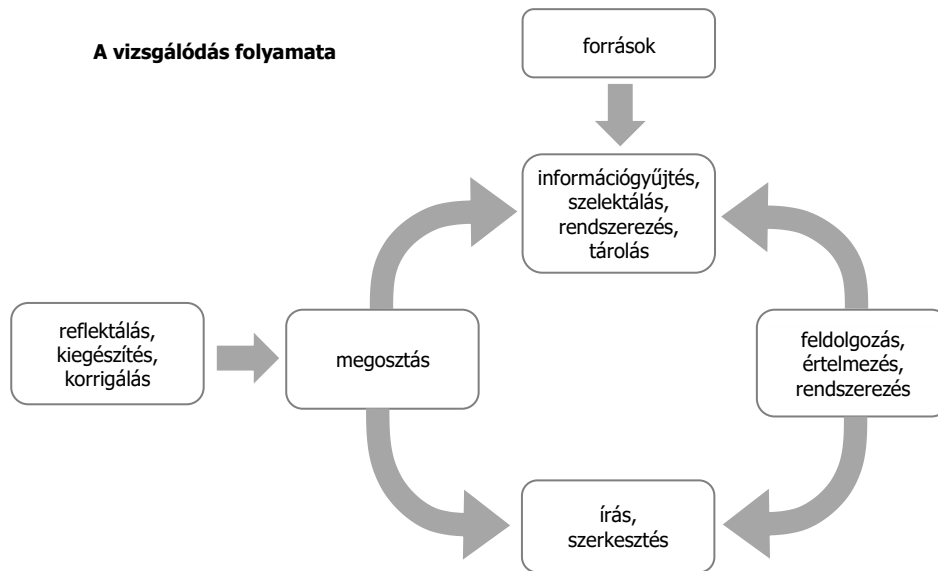 A vizsgálódás folyamata
források
információgyűjtés,
szelektálás,
rendszerezés,
tárolás
reflektálás,
kiegészítés,
korrigálás
megosztás
feldolgozás,
értelmezés,
rendszerezés
írás,
szerkesztés